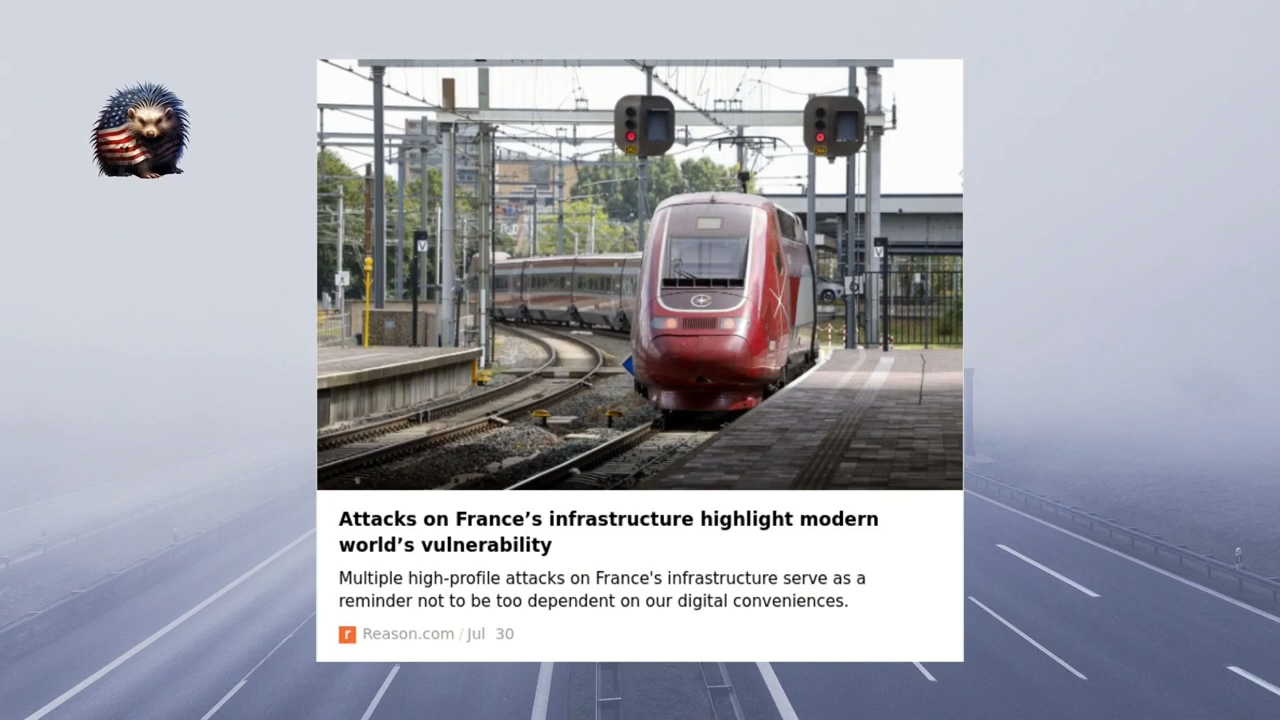 V
V
Attacks on France’s infrastructure highlight modern
world’s vulnerability
Multiple high-profile attacks on France's infrastructure serve as a
reminder not to be too dependent on our digital conveniences.
r Reason.com / Jul 30